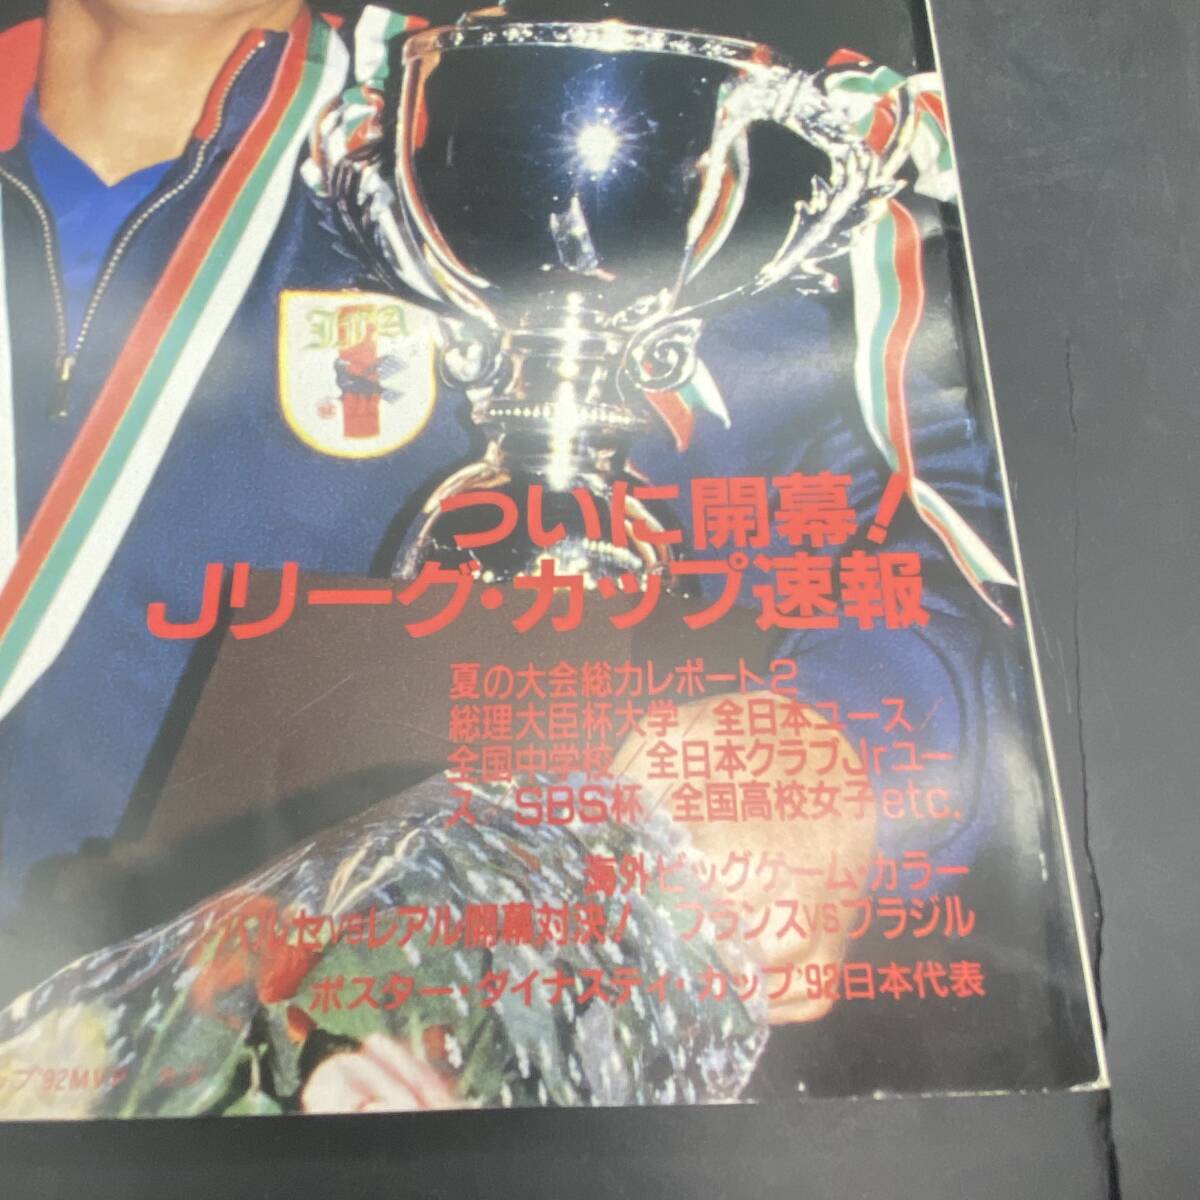 JFA
ついに開幕!
Jリーグ・カップ速報
夏の大会総力レポート2
総理大臣杯大学/全日本ユース/
全国中学校/全日本クラブJrユー
ス/SBS杯/全国高校女子etc.
海外ビッグゲーム・カラー
バルセvsレアル開幕対決! フランスvsブラジル
ポスター・ダイナスティ・カップ'92日本代表
ップ'92MVP